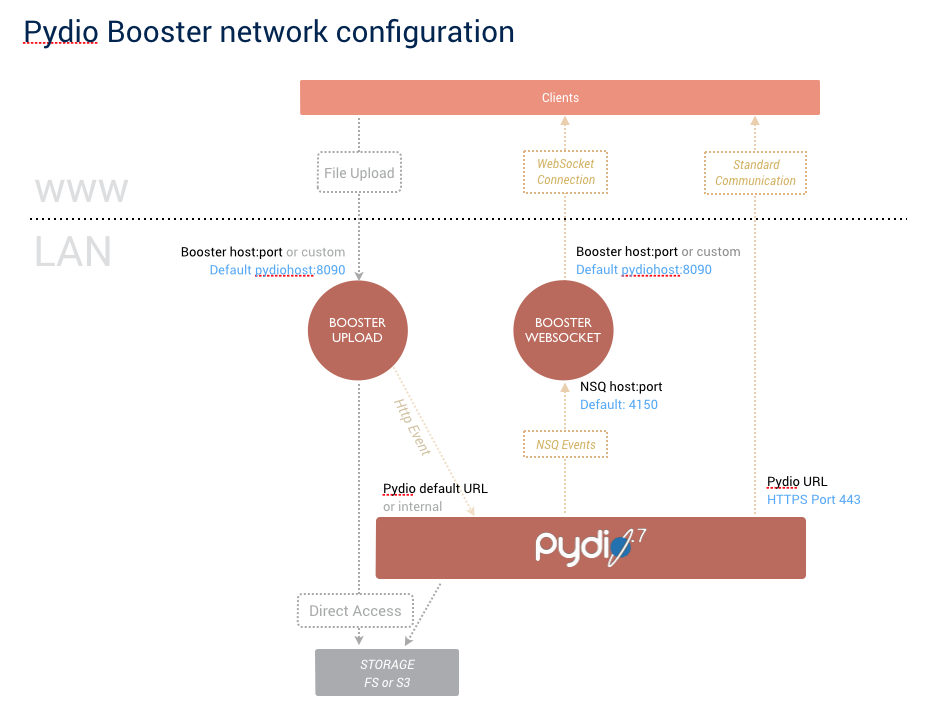 Pydio Booster network configuration
Clients
File Upload
WebSocket
Connection
Standard
Communication
WWW
LAN
Booster host:port or custom
Default pydiohost:8090
Booster host:port or custom
Default pydiohost:8090
BOOSTER
UPLOAD
BOOSTER
WEBSOCKET
NSQ host:port
Default: 4150
Http Event
NSQ Events
Pydio default URL
or internal
Pydio URL
HTTPS Port 443
pydio .7
Direct Access
STORAGE
FS or S3